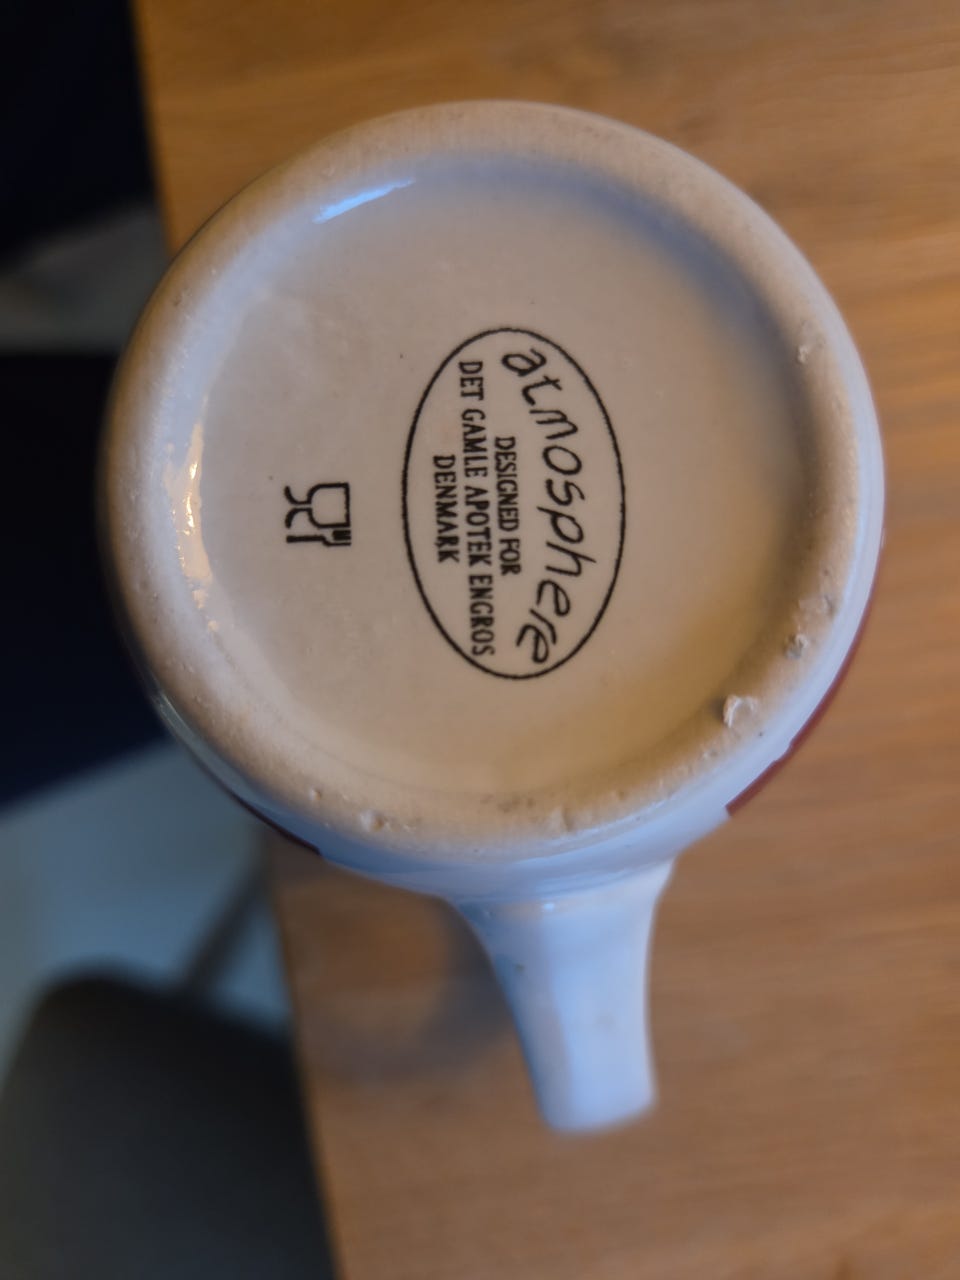 atmosphere
DESIGNED FOR
DET GAMLE APOTEK ENGROS
DENMARK